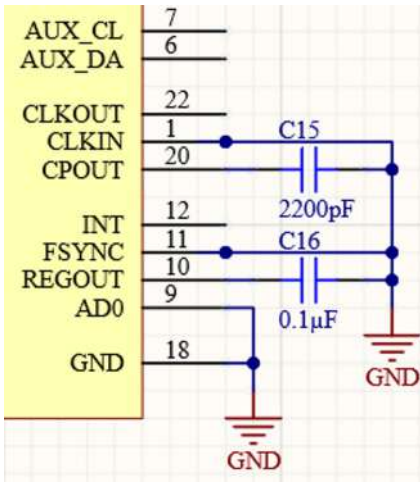 AUX_CL 7
AUX_DA 6
CLKOUT 22
CLKIN 1 C15
CPOUT 20
2200pF
INT 12
FSYNC 11 C16
REGOUT 10
AD0 9 0.1µF
GND 18
GND
GND